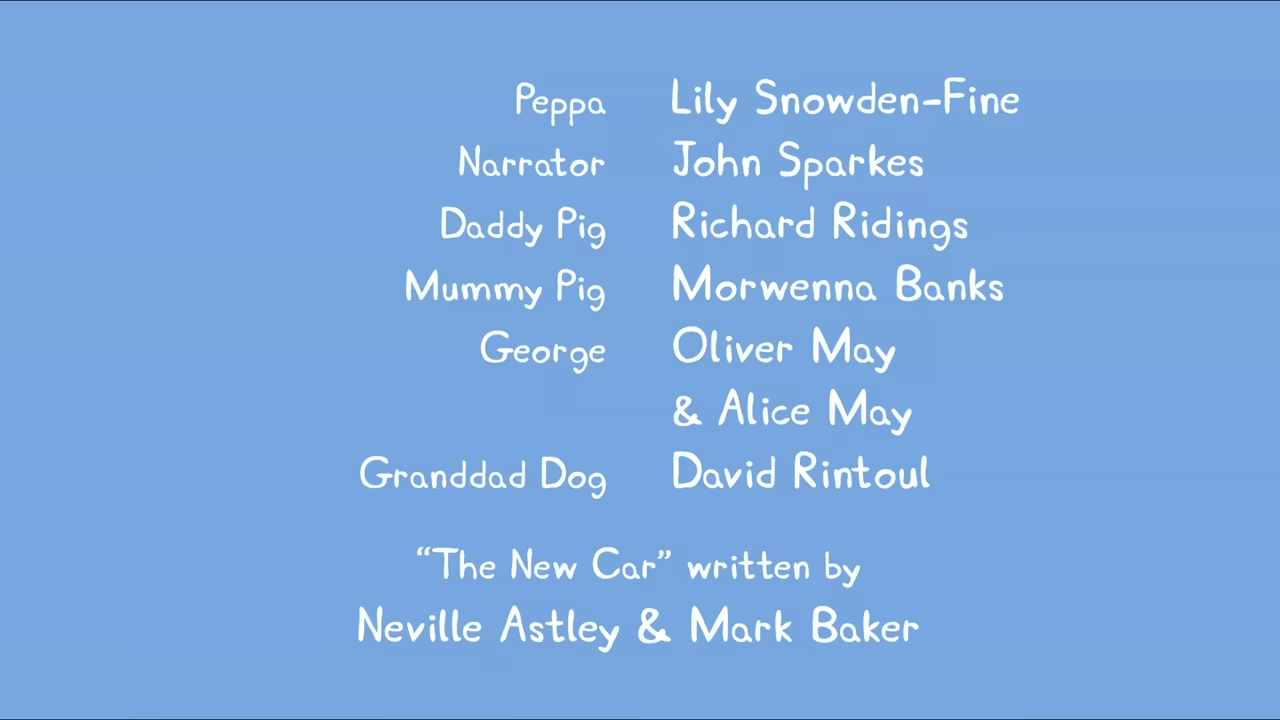 Peppa Lily Snowden-Fine
Narrator John Sparkes
Daddy Pig Richard Ridings
Mummy Pig Morwenna Banks
George Oliver May
& Alice May
Granddad Dog David Rintoul
“The New Car” written by
Neville Astley & Mark Baker